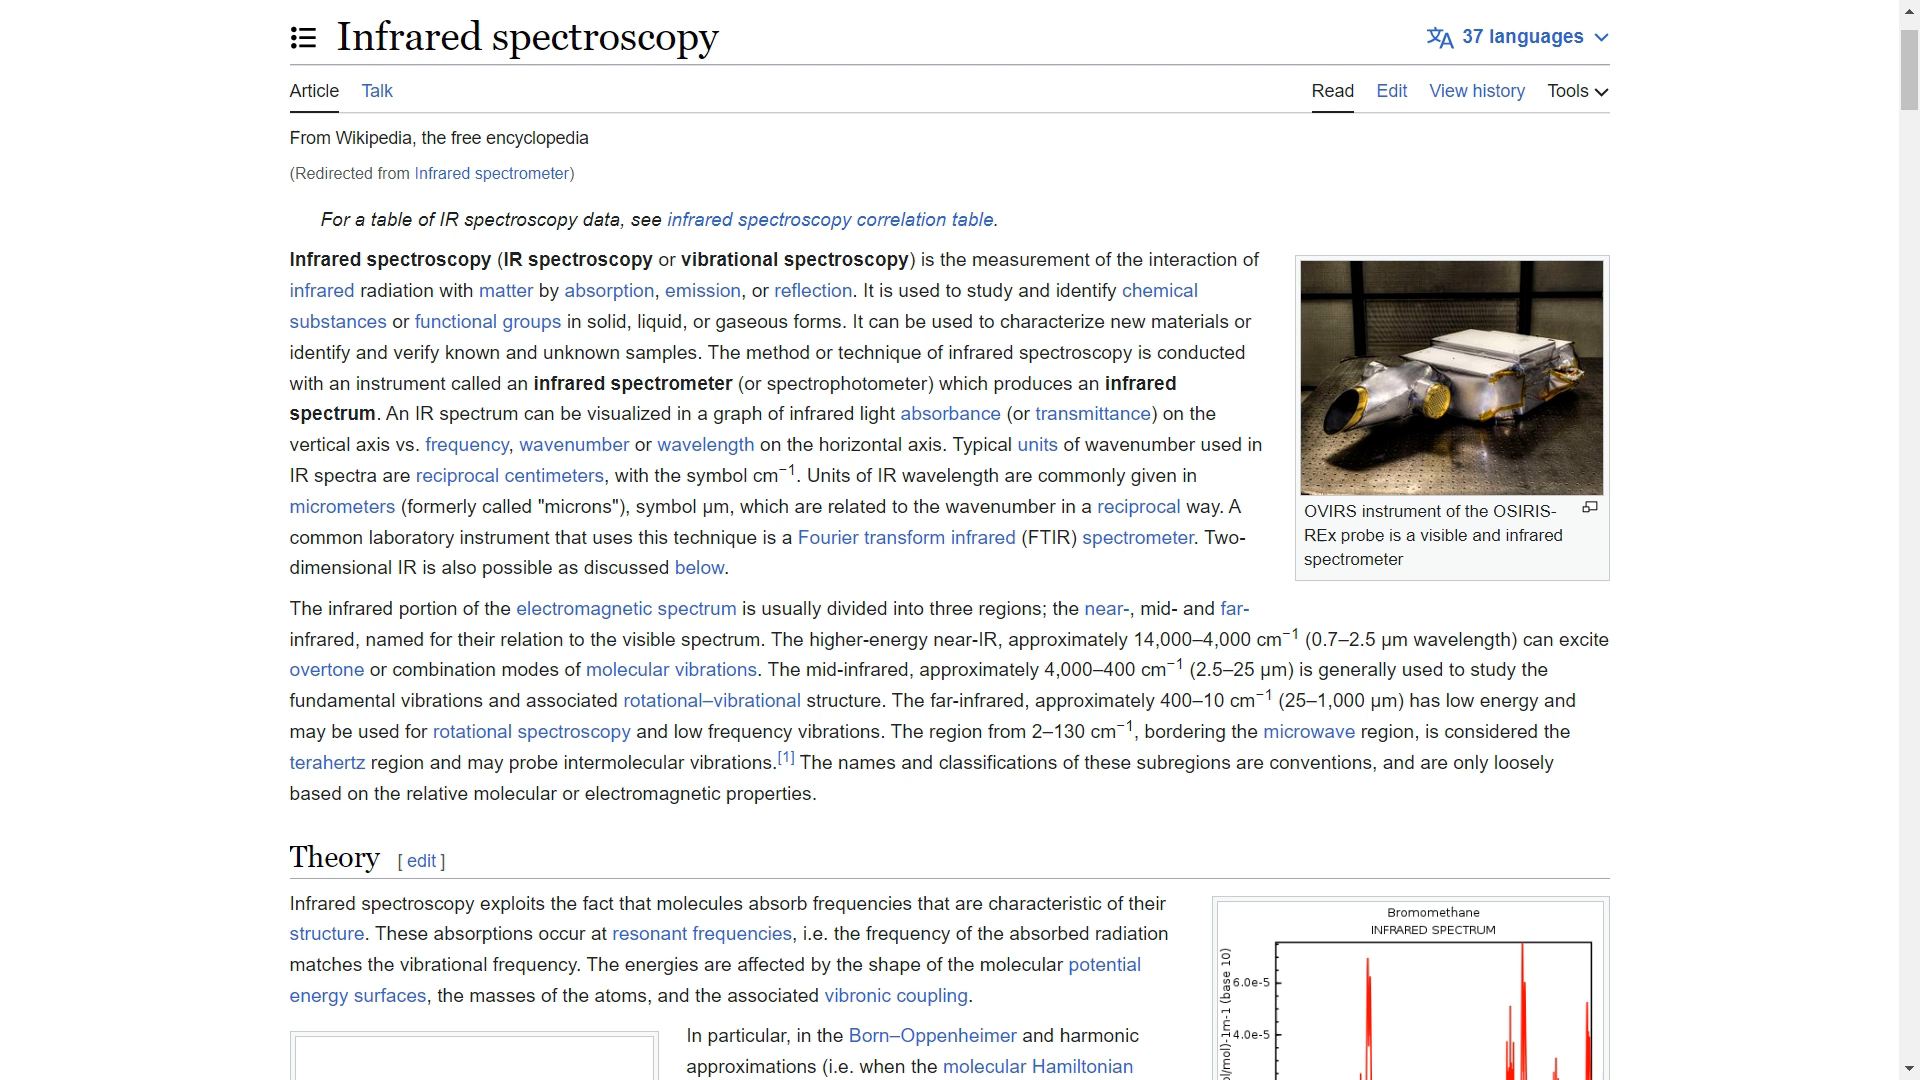 Infrared spectroscopy
37 languages
Article Talk
Read Edit View history Tools
From Wikipedia, the free encyclopedia
(Redirected from Infrared spectrometer)
For a table of IR spectroscopy data, see infrared spectroscopy correlation table.
Infrared spectroscopy (IR spectroscopy or vibrational spectroscopy) is the measurement of the interaction of
infrared radiation with matter by absorption, emission, or reflection. It is used to study and identify chemical
substances or functional groups in solid, liquid, or gaseous forms. It can be used to characterize new materials or
identify and verify known and unknown samples. The method or technique of infrared spectroscopy is conducted
with an instrument called an infrared spectrometer (or spectrophotometer) which produces an infrared
spectrum. An IR spectrum can be visualized in a graph of infrared light absorbance (or transmittance) on the
vertical axis vs. frequency, wavenumber or wavelength on the horizontal axis. Typical units of wavenumber used in
IR spectra are reciprocal centimeters, with the symbol cm−1. Units of IR wavelength are commonly given in
micrometers (formerly called "microns"), symbol μm, which are related to the wavenumber in a reciprocal way. A
common laboratory instrument that uses this technique is a Fourier transform infrared (FTIR) spectrometer. Two-
dimensional IR is also possible as discussed below.
OVIRS instrument of the OSIRIS-
REx probe is a visible and infrared
spectrometer
The infrared portion of the electromagnetic spectrum is usually divided into three regions; the near-, mid- and far-
infrared, named for their relation to the visible spectrum. The higher-energy near-IR, approximately 14,000–4,000 cm−1 (0.7–2.5 μm wavelength) can excite
overtone or combination modes of molecular vibrations. The mid-infrared, approximately 4,000–400 cm−1 (2.5–25 μm) is generally used to study the
fundamental vibrations and associated rotational–vibrational structure. The far-infrared, approximately 400–10 cm−1 (25–1,000 μm) has low energy and
may be used for rotational spectroscopy and low frequency vibrations. The region from 2–130 cm−1, bordering the microwave region, is considered the
terahertz region and may probe intermolecular vibrations.[1] The names and classifications of these subregions are conventions, and are only loosely
based on the relative molecular or electromagnetic properties.
Theory [ edit ]
Infrared spectroscopy exploits the fact that molecules absorb frequencies that are characteristic of their
structure. These absorptions occur at resonant frequencies, i.e. the frequency of the absorbed radiation
matches the vibrational frequency. The energies are affected by the shape of the molecular potential
energy surfaces, the masses of the atoms, and the associated vibronic coupling.
In particular, in the Born–Oppenheimer and harmonic
approximations (i.e. when the molecular Hamiltonian
Bromomethane
INFRARED SPECTRUM
6.0e-5
4.0e-5
ol/mol)-1m-1 (base 10)